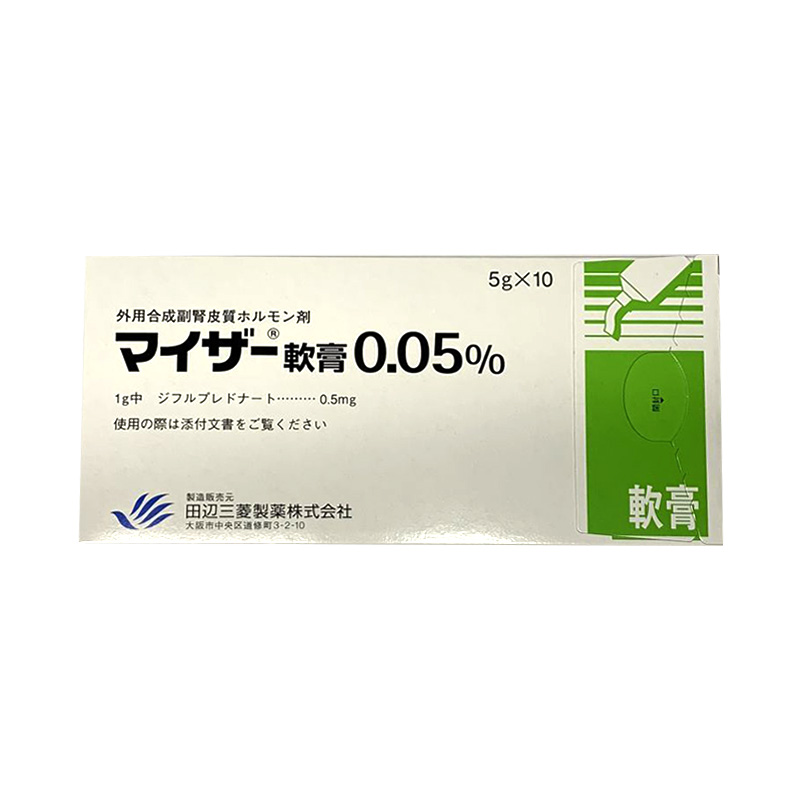 5g×10
外用合成副腎皮質ホルモン剤
マイザー®軟膏0.05%
1g中 ジフルプレドナート……… 0.5mg
使用の際は添付文書をご覧ください
製造販売元
田辺三菱製薬株式会社
大阪市中央区道修町3-2-10
開封口
軟膏